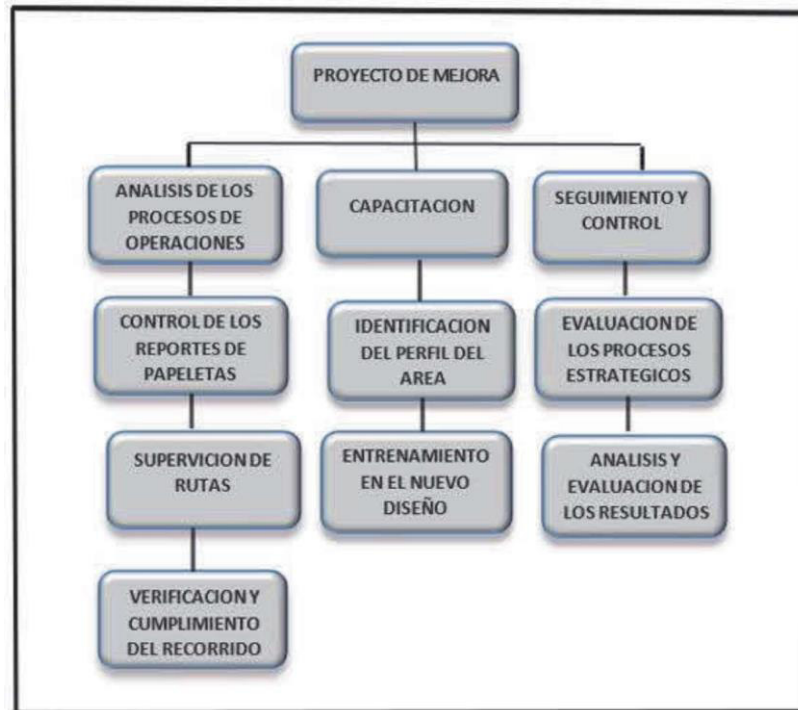 PROYECTO DE MEJORA
ANALISIS DE LOS
PROCESOS DE
OPERACIONES
CAPACITACION
SEGUIMIENTO Y
CONTROL
CONTROL DE LOS
REPORTES DE
PAPELETAS
IDENTIFICACION
DEL PERFIL DEL
AREA
EVALUACION DE
LOS PROCESOS
ESTRATEGICOS
SUPERVICION DE
RUTAS
ENTRENAMIENTO
EN EL NUEVO
DISEÑO
ANALISIS Y
EVALUACION DE
LOS RESULTADOS
VERIFICACION Y
CUMPLIMIENTO
DEL RECORRIDO